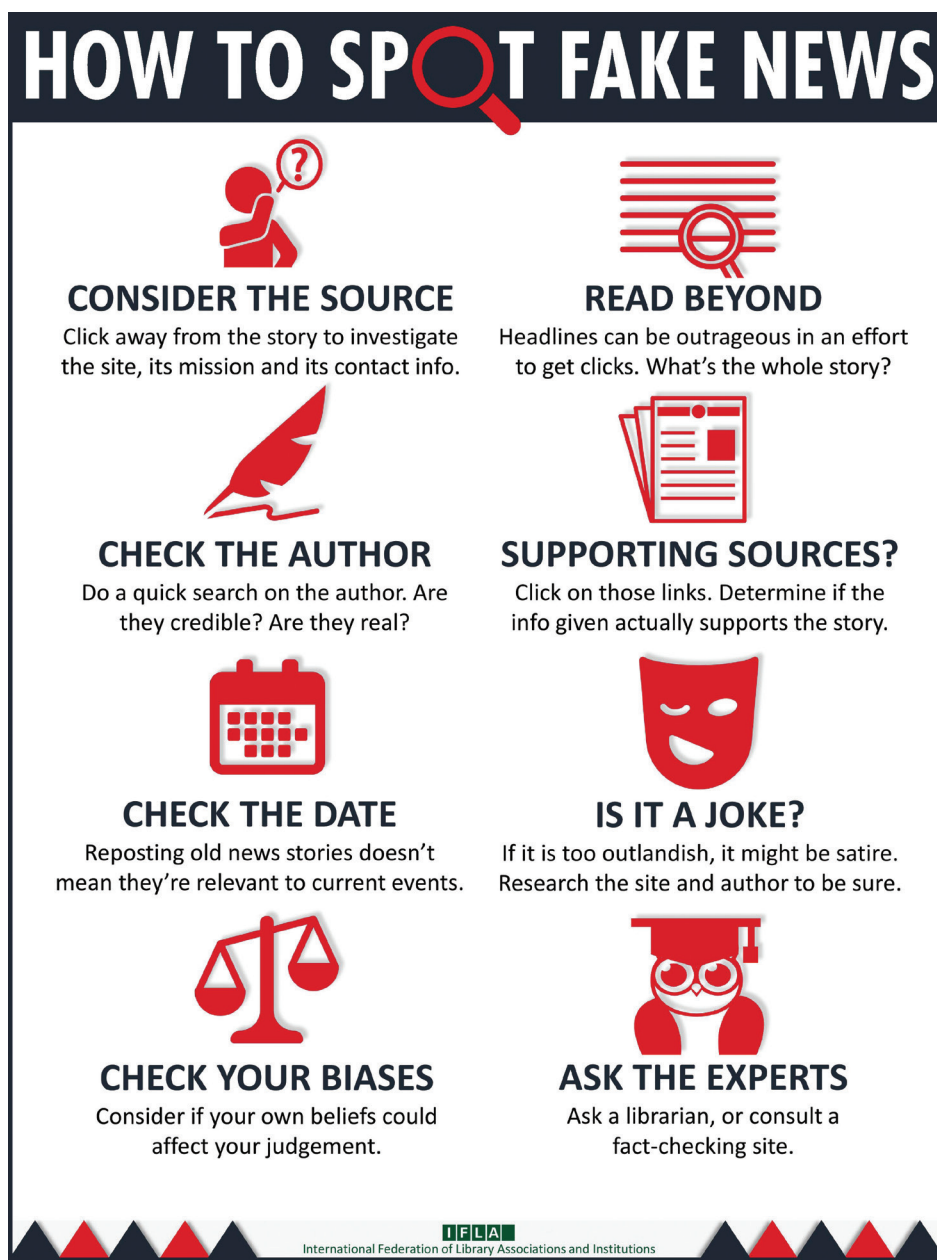 HOW TO SPOT FAKE NEWS
?
CONSIDER THE SOURCE
Click away from the story to investigate
the site, its mission and its contact info.
READ BEYOND
Headlines can be outrageous in an effort
to get clicks. What’s the whole story?
CHECK THE AUTHOR
Do a quick search on the author. Are
they credible? Are they real?
SUPPORTING SOURCES?
Click on those links. Determine if the
info given actually supports the story.
CHECK THE DATE
Reposting old news stories doesn’t
mean they’re relevant to current events.
IS IT A JOKE?
If it is too outlandish, it might be satire.
Research the site and author to be sure.
CHECK YOUR BIASES
Consider if your own beliefs could
affect your judgement.
ASK THE EXPERTS
Ask a librarian, or consult a
fact-checking site.
IFLA
International Federation of Library Associations and Institutions